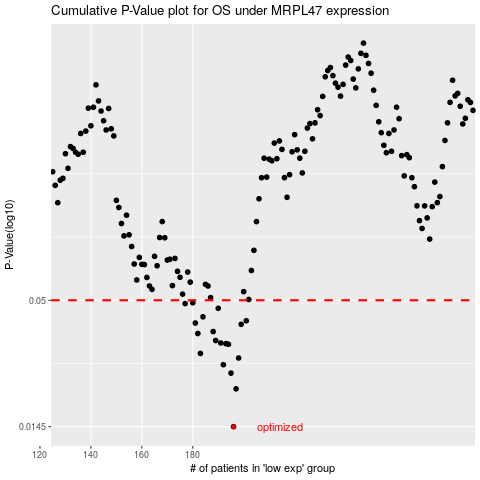 Cumulative P-Value plot for OS under MRPL47 expression
P-Value(log10)
0.05
optimized
0.0145
120 140 160 180
# of patients in 'low exp' group